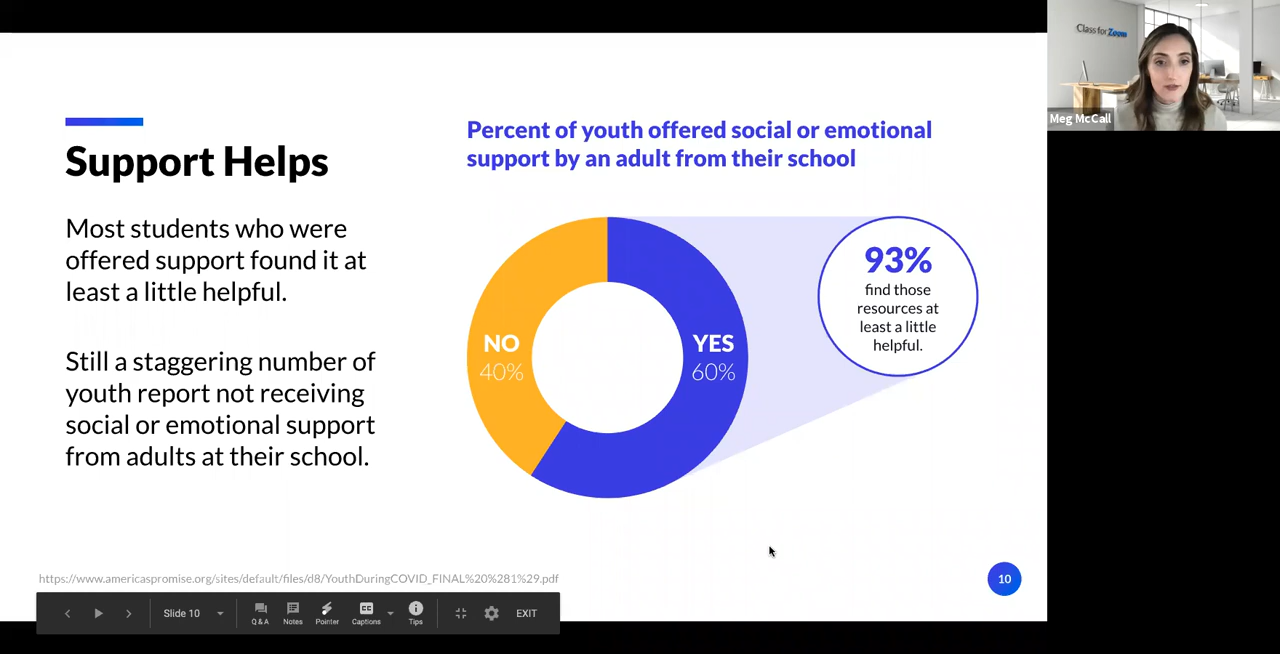 Support Helps
Most students who were
offered support found it at
least a little helpful.
Still a staggering number of
youth report not receiving
social or emotional support
from adults at their school.
Percent of youth offered social or emotional
support by an adult from their school
NO
40%
YES
60%
93%
find those
resources at
least a little
helpful.
https://www.americaspromise.org/sites/default/files/d8/YouthDuringCOVID_FINAL%20%281%29.pdf
10
Slide 10
Q & A
Notes
Pointer
CC
Captions
Tips
EXIT
Class for Zoom
Meg McCall